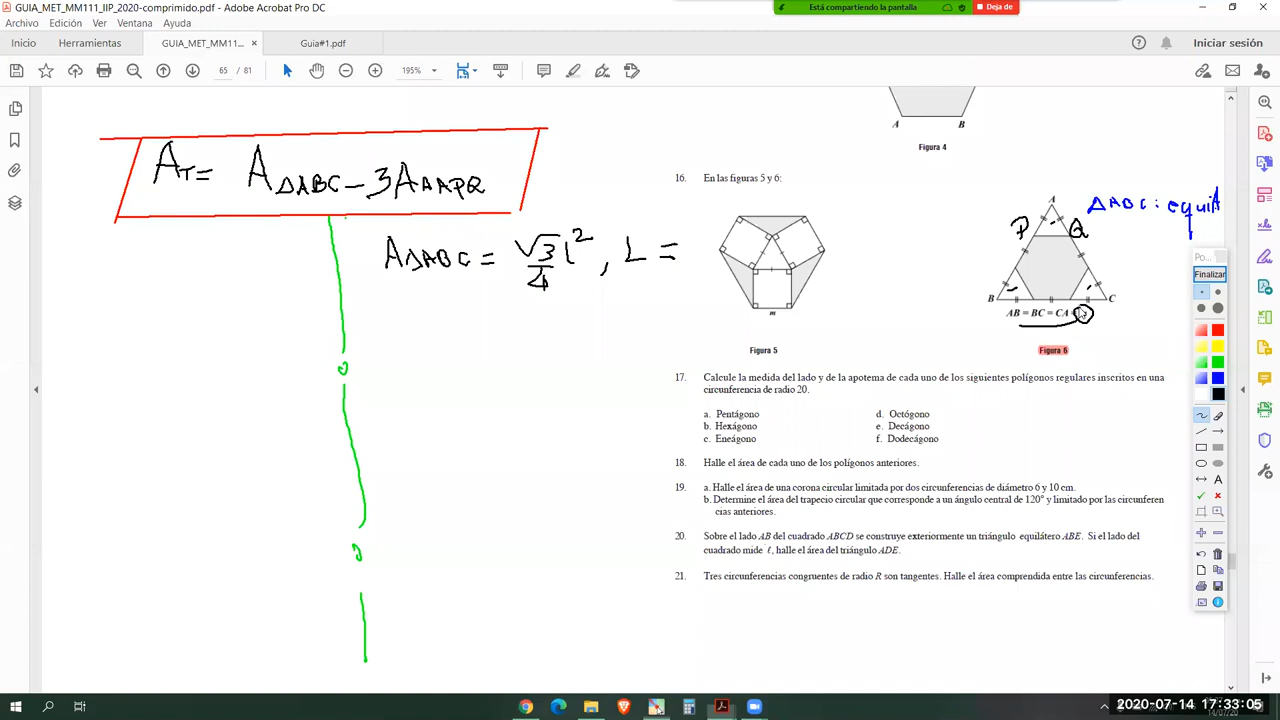 GUIA_MET_MM111_IIP_2020-comprimido.pdf - Adobe Acrobat Pro DC
Está compartiendo la pantalla
Deja de
Archivo Edición Ver Ventana Ayuda
Inicio Herramientas GUIA_MET_MM11... × Guia#1.pdf Iniciar sesión
65 / 81 195%
A B
Figura 4
A_T = A_ΔABC - 3A_ΔAPQ
16. En las figuras 5 y 6:
A P Q
ΔABC: equil
A_ΔABC = √3/4 l², L =
B C
m AB = BC = CA =
Figura 5 Figura 6
Po...
Finalizar
17. Calcule la medida del lado y de la apotema de cada uno de los siguientes polígonos regulares inscritos en una
circunferencia de radio 20.
a. Pentágono d. Octógono
b. Hexágono e. Decágono
c. Eneágono f. Dodecágono
18. Halle el área de cada uno de los polígonos anteriores.
19. a. Halle el área de una corona circular limitada por dos circunferencias de diámetro 6 y 10 cm.
b. Determine el área del trapecio circular que corresponde a un ángulo central de 120° y limitado por las circunferen
cias anteriores.
20. Sobre el lado AB del cuadrado ABCD se construye exteriormente un triángulo equilátero ABE. Si el lado del
cuadrado mide ℓ, halle el área del triángulo ADE.
21. Tres circunferencias congruentes de radio R son tangentes. Halle el área comprendida entre las circunferencias.
2020-07-14 17:33:05